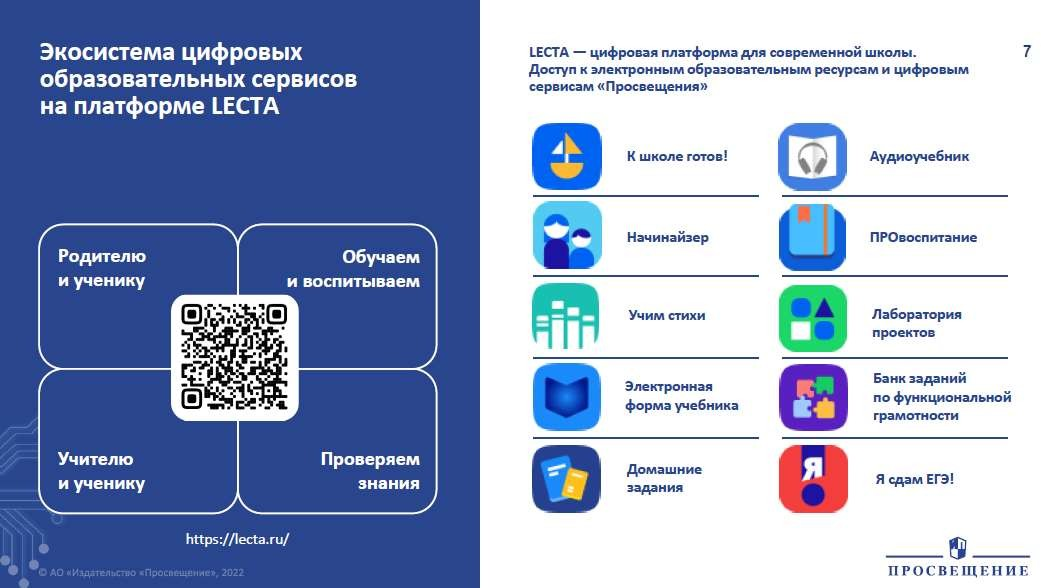 Экосистема цифровых
образовательных сервисов
на платформе LECTA
Родителю
и ученику
Обучаем
и воспитываем
Учителю
и ученику
Проверяем
знания
https://lecta.ru/
© АО «Издательство «Просвещение», 2022
LECTA — цифровая платформа для современной школы.
Доступ к электронным образовательным ресурсам и цифровым
сервисам «Просвещения»
7
К школе готов!
Аудиоучебник
Начинайзер
ПРОвоспитание
Учим стихи
Лаборатория
проектов
Электронная
форма учебника
Банк заданий
по функциональной
грамотности
Домашние
задания
Я
Я сдам ЕГЭ!
ПРОСВЕЩЕНИЕ